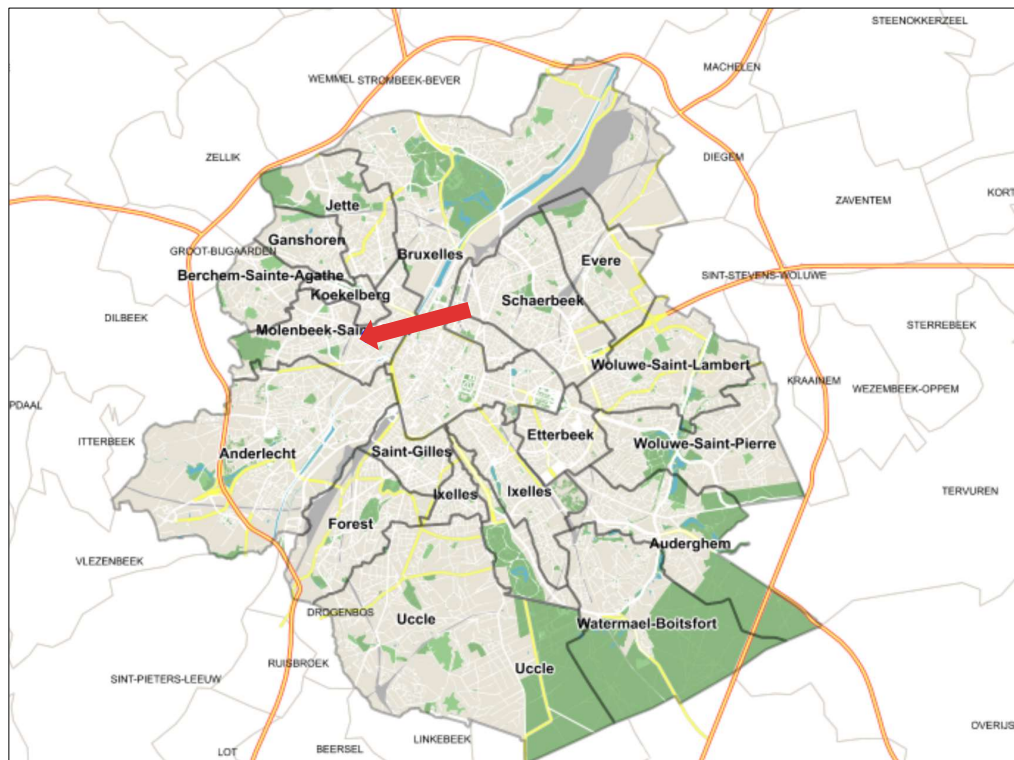 STEENOKKERZEEL
MACHELEN
WEMMEL
STROMBEEK-BEVER
ZELLIK
DIEGEM
KORT
ZAVENTEM
Jette
Ganshoren
GROOT-BIJGAARDEN
Bruxelles
Evere
SINT-STEVENS-WOLUWE
Berchem-Sainte-Agathe
Koekelberg
Schaerbeek
DILBEEK
Molenbeek-Sain
STERREBEEK
Woluwe-Saint-Lambert
KRAAINEM
WEZEMBEEK-OPPEM
PDAAL
ITTERBEEK
Etterbeek
Woluwe-Saint-Pierre
Anderlecht
Saint-Gilles
Ixelles
Ixelles
TERVUREN
Forest
Auderghem
VLEZENBEEK
DROGENBOS
Uccle
Watermael-Boitsfort
RUISBROEK
Uccle
SINT-PIETERS-LEEUW
OVERIJS
LINKEBEEK
LOT
BEERSEL